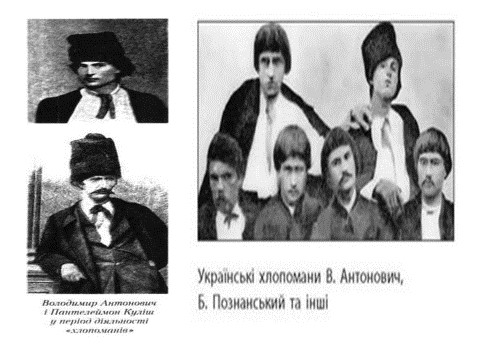 Володимир Антонович
і Пантелеймон Куліш
у період діяльності
«хлопоманів»
Українські хлопомани В. Антонович,
Б. Познанський та інші